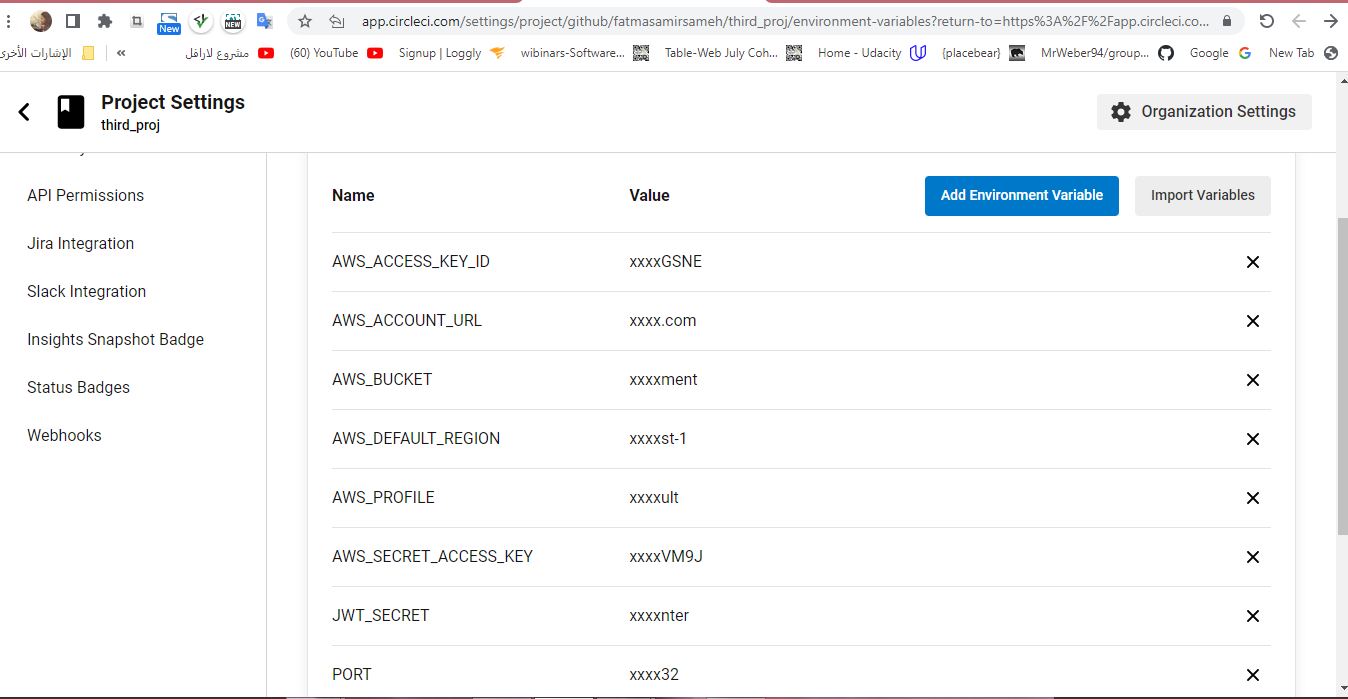 New
NEW
app.circleci.com/settings/project/github/fatmasamirsameh/third_proj/environment-variables?return-to=https%3A%2F%2Fapp.circleci.co...
الإشارات الأخرى
«
مشروع لارافل
(60) YouTube
Signup | Loggly
wibinars-Software...
Table-Web July Coh...
Home - Udacity
{placebear}
MrWeber94/group...
Google
New Tab
Project Settings
third_proj
Organization Settings
API Permissions
Jira Integration
Slack Integration
Insights Snapshot Badge
Status Badges
Webhooks
Name Value Add Environment Variable Import Variables
AWS_ACCESS_KEY_ID xxxxGSNE
AWS_ACCOUNT_URL xxxx.com
AWS_BUCKET xxxxment
AWS_DEFAULT_REGION xxxxst-1
AWS_PROFILE xxxxult
AWS_SECRET_ACCESS_KEY xxxxVM9J
JWT_SECRET xxxxnter
PORT xxxx32